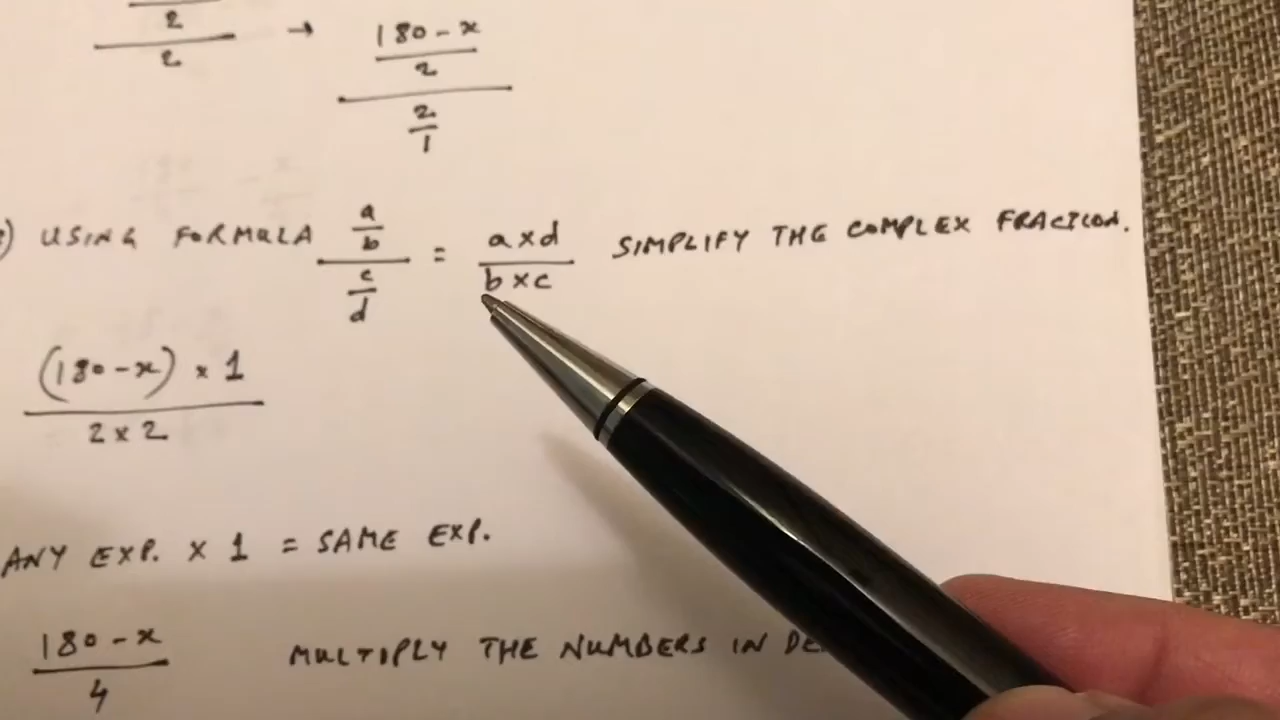 2
2
→
180 - x
2
2
1
) USING FORMULA a/b / c/d = a x d / b x c SIMPLIFY THE COMPLEX FRACTION.
(180 - x) x 1
2 x 2
ANY EXP. x 1 = SAME EXP.
180 - x
4
MULTIPLY THE NUMBERS IN DE